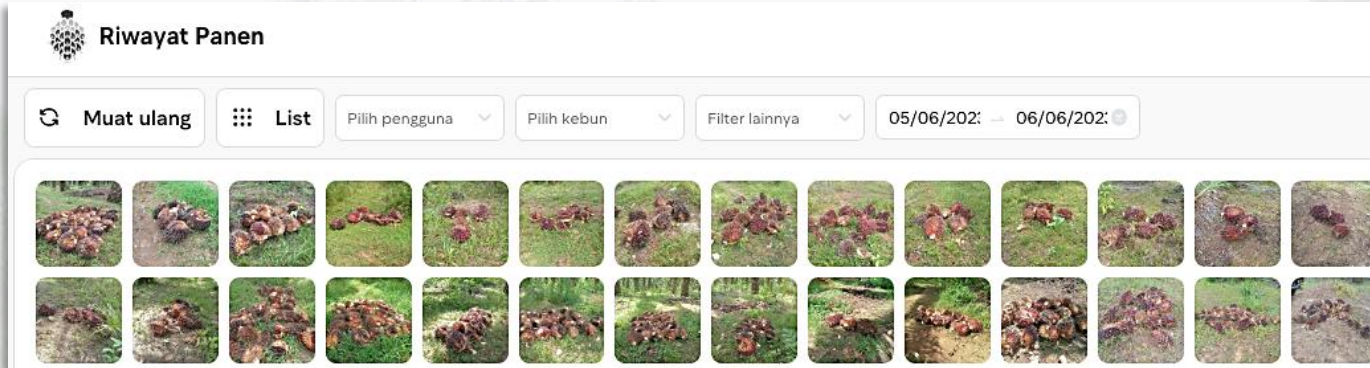 Riwayat Panen
Muat ulang List Pilih pengguna Pilih kebun Filter lainnya 05/06/202 → 06/06/202